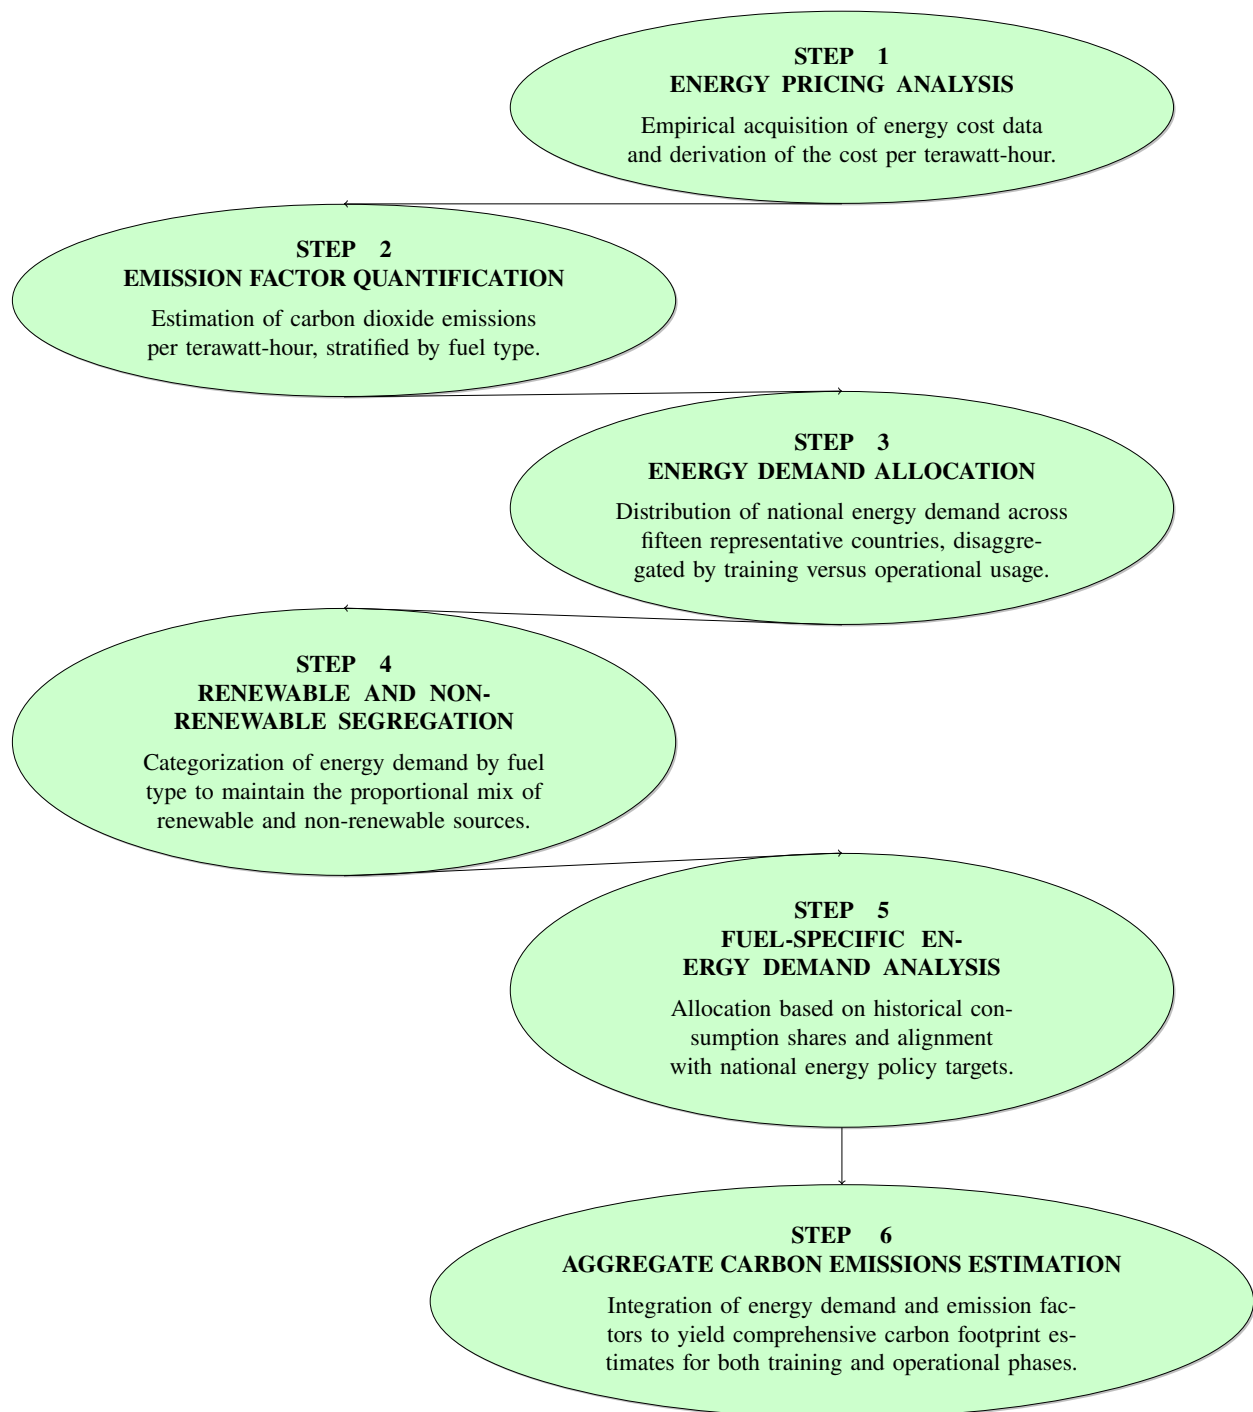 STEP 1
ENERGY PRICING ANALYSIS
Empirical acquisition of energy cost data
and derivation of the cost per terawatt-hour.
STEP 2
EMISSION FACTOR QUANTIFICATION
Estimation of carbon dioxide emissions
per terawatt-hour, stratified by fuel type.
STEP 3
ENERGY DEMAND ALLOCATION
Distribution of national energy demand across
fifteen representative countries, disaggre-
gated by training versus operational usage.
STEP 4
RENEWABLE AND NON-
RENEWABLE SEGREGATION
Categorization of energy demand by fuel
type to maintain the proportional mix of
renewable and non-renewable sources.
STEP 5
FUEL-SPECIFIC EN-
ERGY DEMAND ANALYSIS
Allocation based on historical con-
sumption shares and alignment
with national energy policy targets.
STEP 6
AGGREGATE CARBON EMISSIONS ESTIMATION
Integration of energy demand and emission fac-
tors to yield comprehensive carbon footprint es-
timates for both training and operational phases.